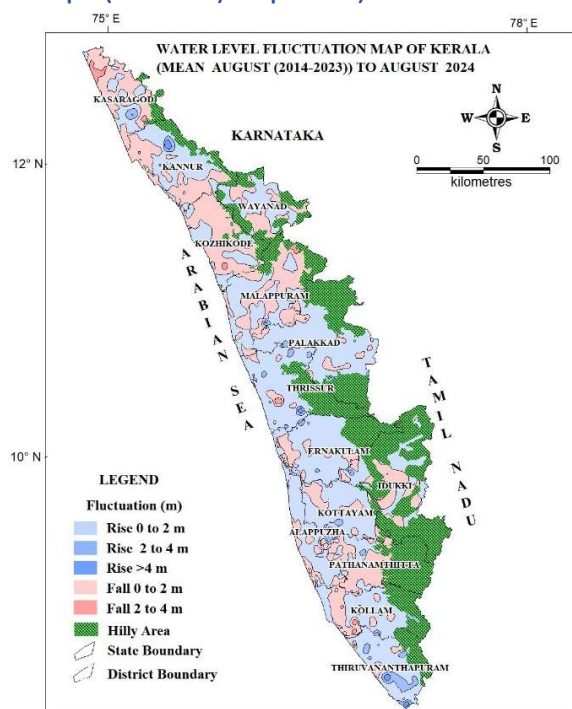 75° E
78° E
WATER LEVEL FLUCTUATION MAP OF KERALA
(MEAN AUGUST (2014-2023)) TO AUGUST 2024
N
W E
S
KASARAGOD
KARNATAKA
0 50 100
kilometres
12° N
KANNUR
WAYANAD
KOZHIKODE
ARABIAN SEA
MALAPPURAM
PALAKKAD
TAMIL NADU
THRISSUR
10° N
ERNAKULAM
IDUKKI
KOTTAYAM
ALAPPUZHA
PATHANAMTHITTA
KOLLAM
THIRUVANANTHAPURAM
LEGEND
Fluctuation (m)
Rise 0 to 2 m
Rise 2 to 4 m
Rise >4 m
Fall 0 to 2 m
Fall 2 to 4 m
Hilly Area
State Boundary
District Boundary